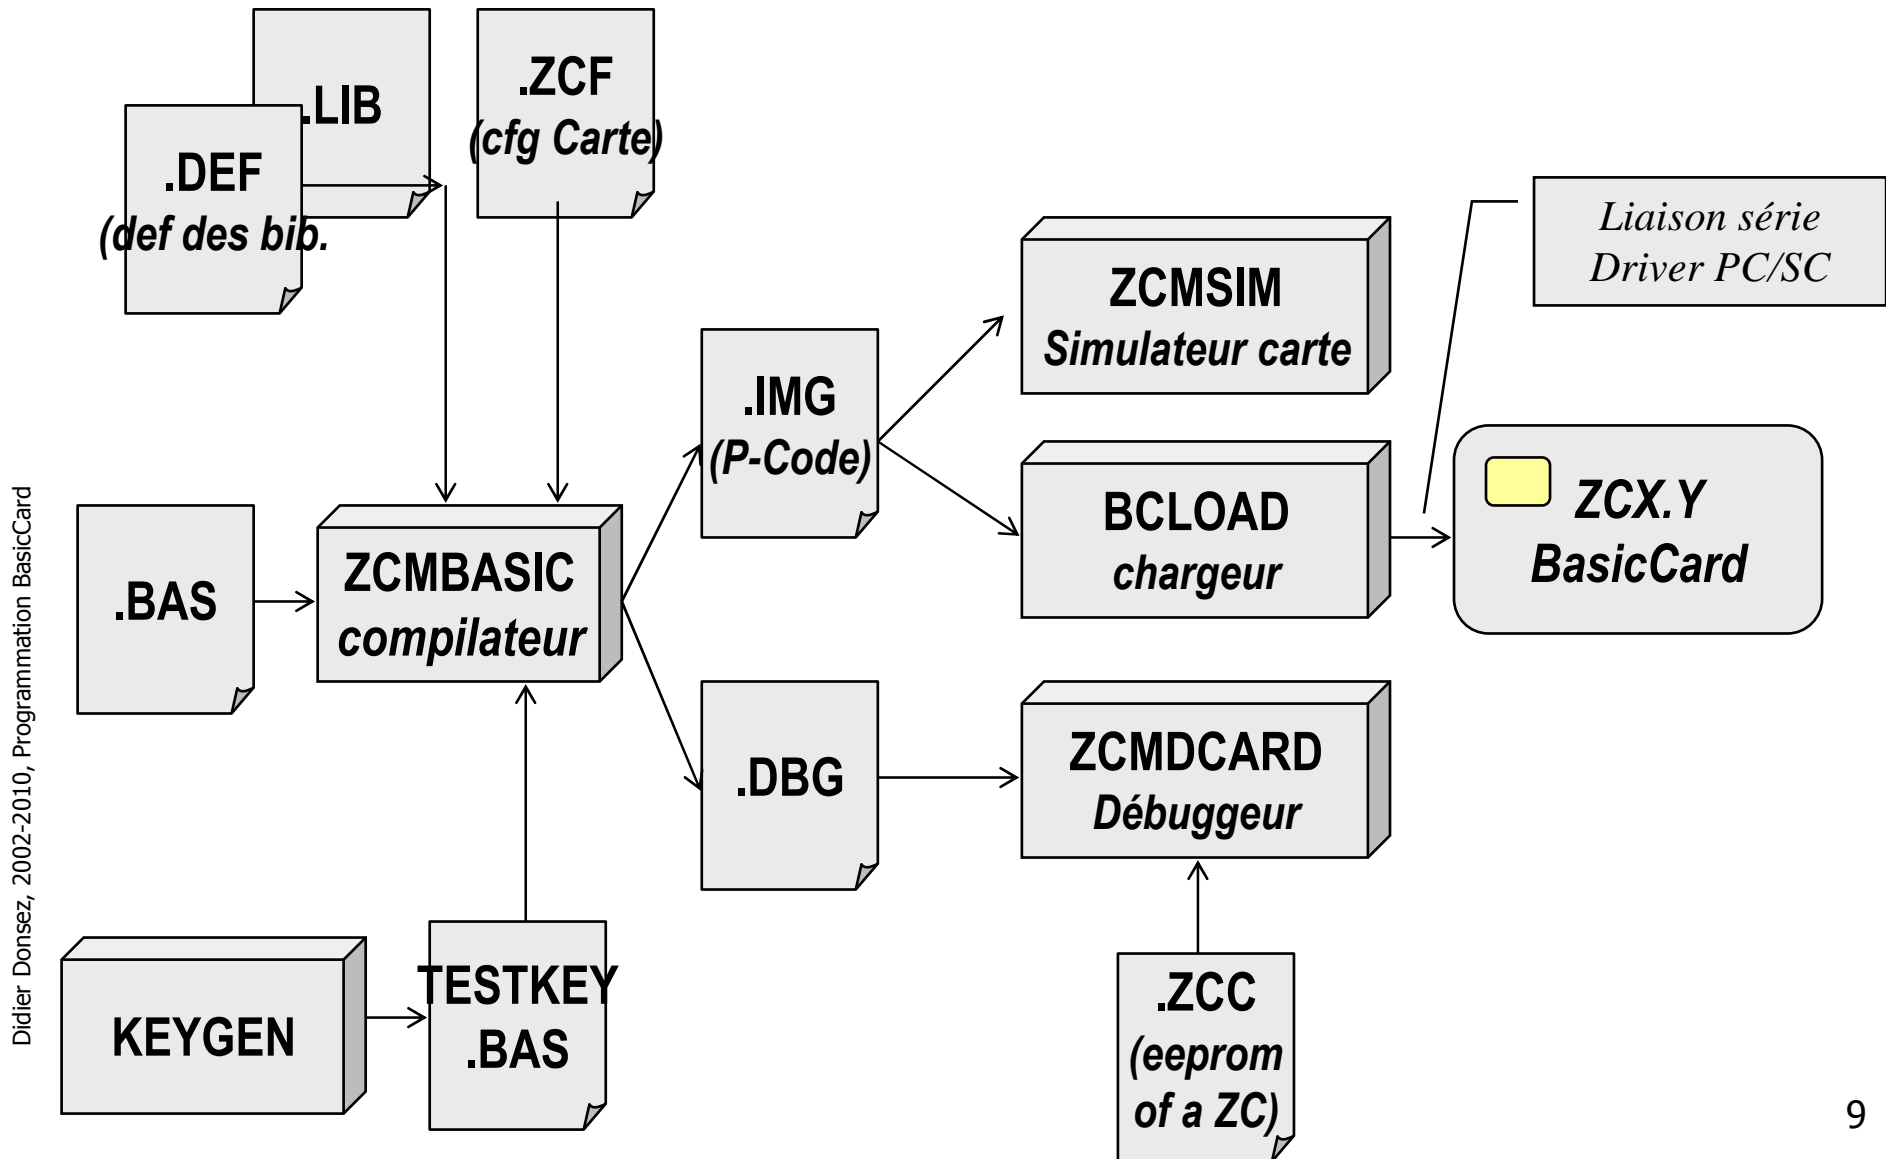 .LIB
.DEF
(def des bib.
.ZCF
(cfg Carte)
Liaison série
Driver PC/SC
ZCMSIM
Simulateur carte
.IMG
(P-Code)
BCLOAD
chargeur
ZCX.Y
BasicCard
.BAS
ZCMBASIC
compilateur
.DBG
ZCMDCARD
Débuggeur
KEYGEN
TESTKEY
.BAS
.ZCC
(eeprom
of a ZC)
Didier Donsez, 2002-2010, Programmation BasicCard
9